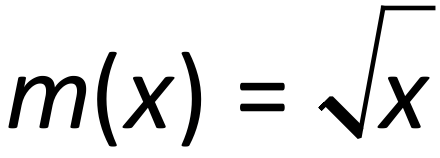 m(x) = √x